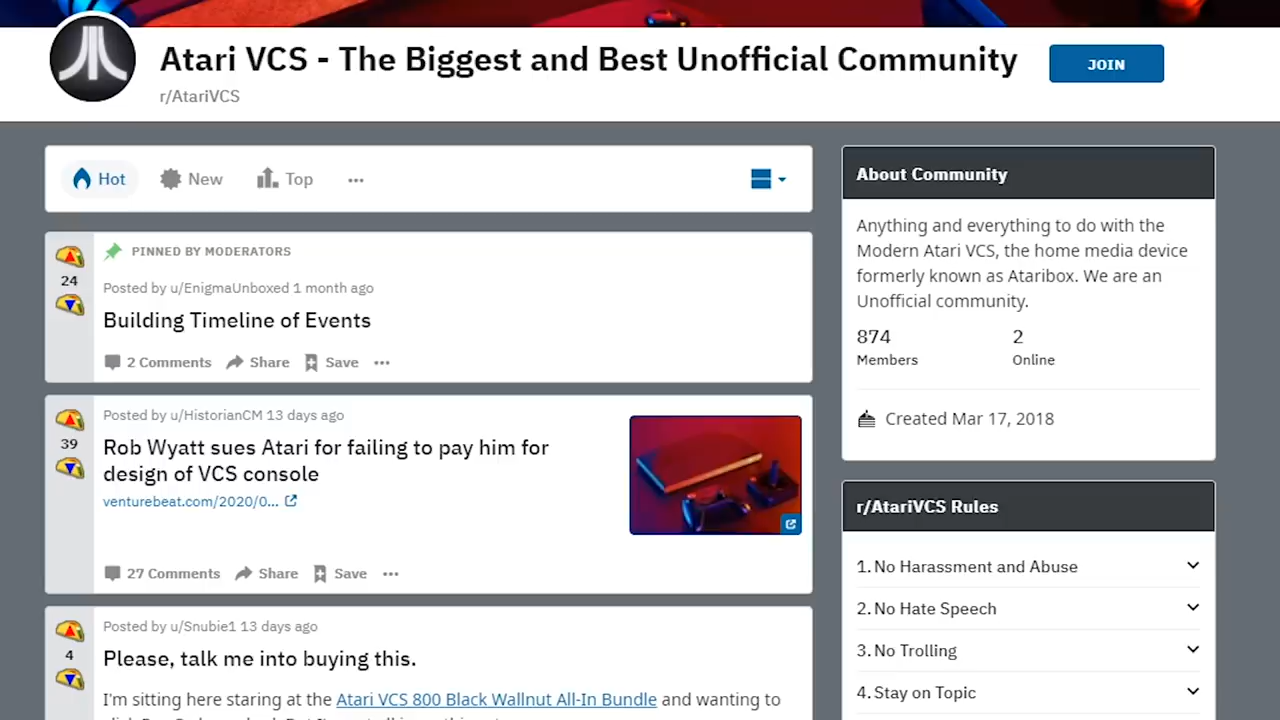 Atari VCS - The Biggest and Best Unofficial Community
r/AtariVCS
JOIN
Hot
New
Top
PINNED BY MODERATORS
24
Posted by u/EnigmaUnboxed 1 month ago
Building Timeline of Events
2 Comments
Share
Save
39
Posted by u/HistorianCM 13 days ago
Rob Wyatt sues Atari for failing to pay him for
design of VCS console
venturebeat.com/2020/0...
27 Comments
Share
Save
4
Posted by u/Snubie1 13 days ago
Please, talk me into buying this.
I'm sitting here staring at the Atari VCS 800 Black Wallnut All-In Bundle and wanting to
About Community
Anything and everything to do with the
Modern Atari VCS, the home media device
formerly known as Ataribox. We are an
Unofficial community.
874
Members
2
Online
Created Mar 17, 2018
r/AtariVCS Rules
1. No Harassment and Abuse
2. No Hate Speech
3. No Trolling
4. Stay on Topic